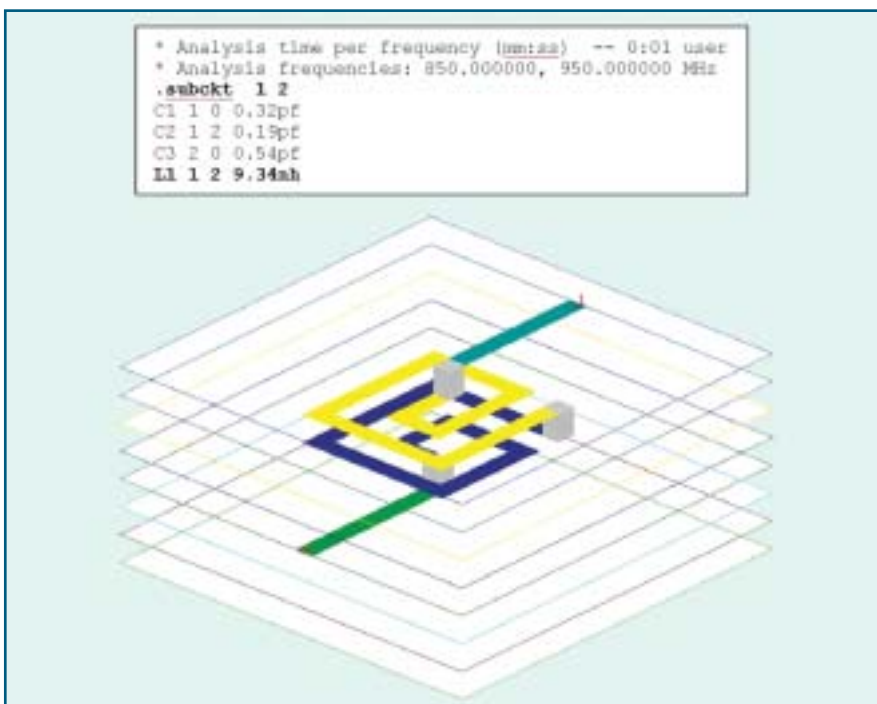 * Analysis time per frequency (mm:ss) -- 0:01 user
* Analysis frequencies: 850.000000, 950.000000 MHz
.subckt 1 2
C1 1 0 0.32pf
C2 1 2 0.19pf
C3 2 0 0.54pf
L1 1 2 9.34nh